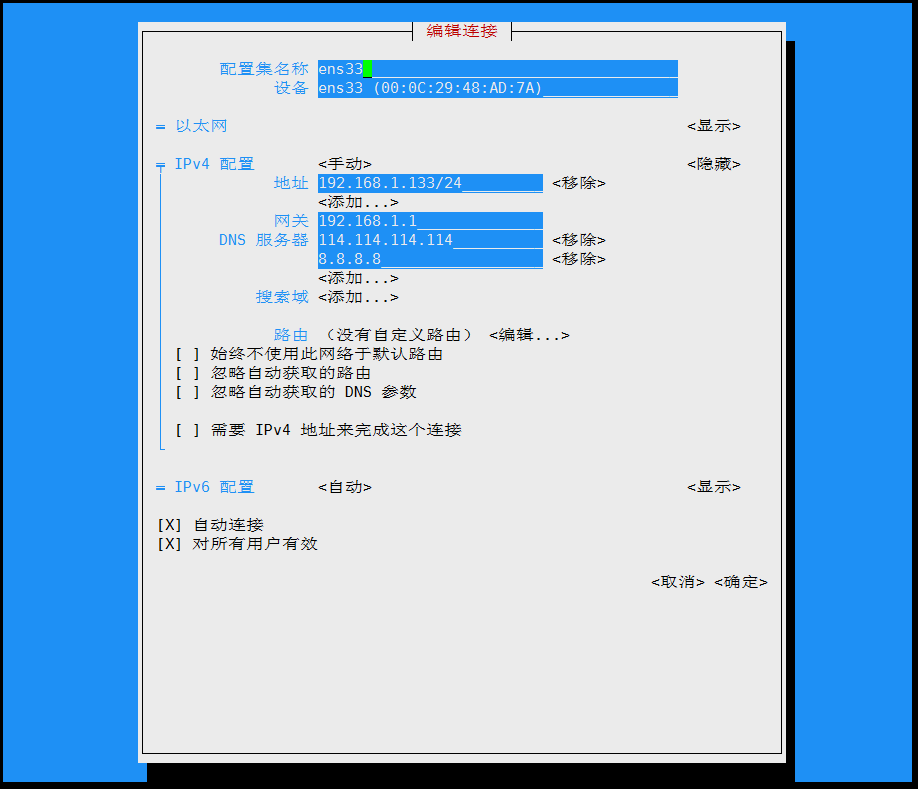 编辑连接
配置集名称 ens33
设备 ens33 (00:0C:29:48:AD:7A)
= 以太网 <显示>
= IPv4 配置 <手动> <隐藏>
地址 192.168.1.133/24 <移除>
<添加...>
网关 192.168.1.1
DNS 服务器 114.114.114.114 <移除>
8.8.8.8 <移除>
<添加...>
搜索域 <添加...>
路由 (没有自定义路由) <编辑...>
[ ] 始终不使用此网络于默认路由
[ ] 忽略自动获取的路由
[ ] 忽略自动获取的 DNS 参数
[ ] 需要 IPv4 地址来完成这个连接
= IPv6 配置 <自动> <显示>
[X] 自动连接
[X] 对所有用户有效
<取消> <确定>